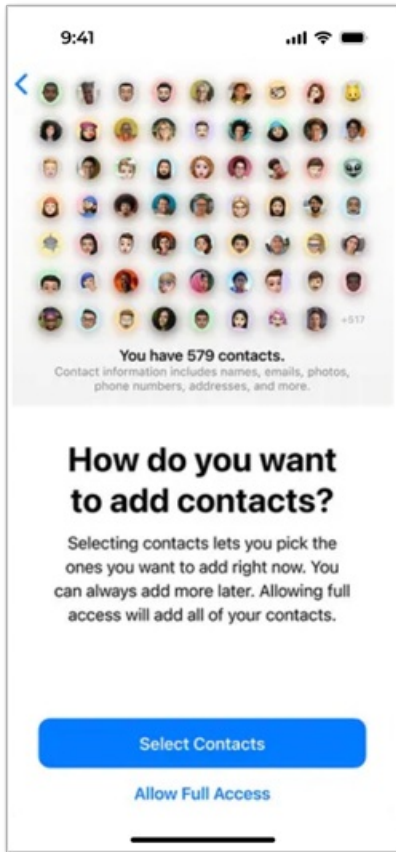 9:41
+517
You have 579 contacts.
Contact information includes names, emails, photos,
phone numbers, addresses, and more.
How do you want
to add contacts?
Selecting contacts lets you pick the
ones you want to add right now. You
can always add more later. Allowing full
access will add all of your contacts.
Select Contacts
Allow Full Access